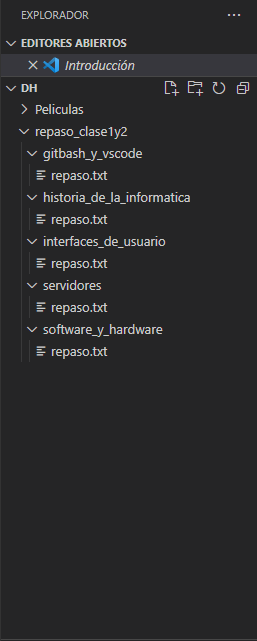 EXPLORADOR
EDITORES ABIERTOS
Introducción
DH
Peliculas
repaso_clase1y2
gitbash_y_vscode
repaso.txt
historia_de_la_informatica
repaso.txt
interfaces_de_usuario
repaso.txt
servidores
repaso.txt
software_y_hardware
repaso.txt